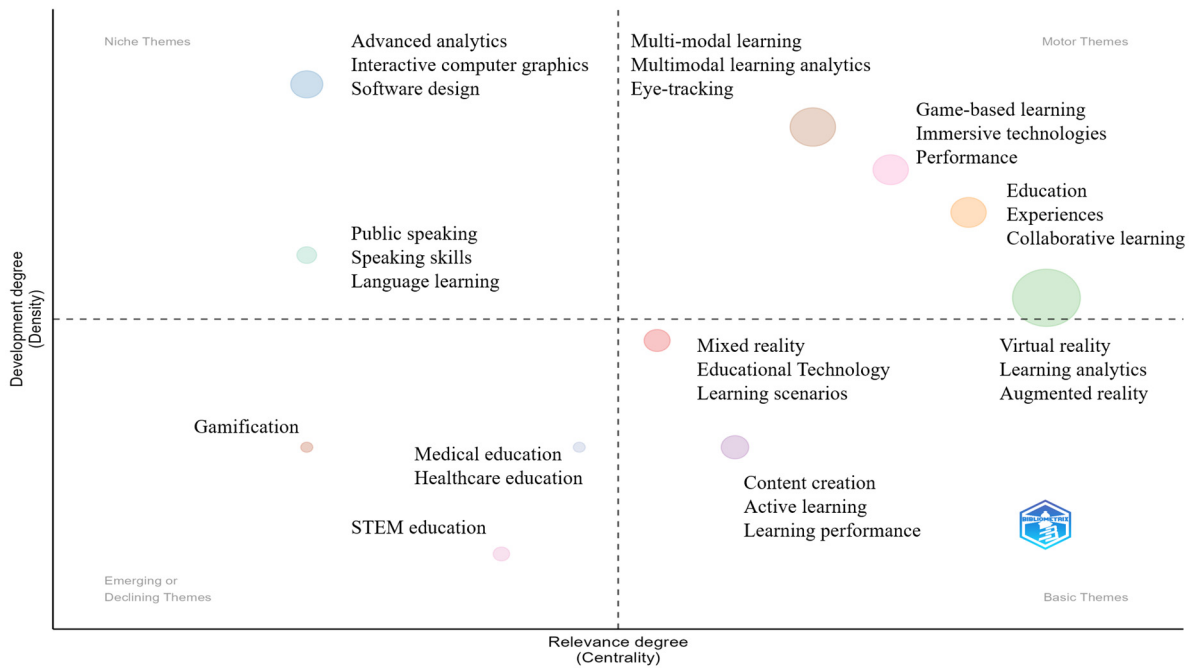 Niche Themes
Motor Themes
Advanced analytics
Interactive computer graphics
Software design
Multi-modal learning
Multimodal learning analytics
Eye-tracking
Game-based learning
Immersive technologies
Performance
Education
Experiences
Collaborative learning
Public speaking
Speaking skills
Language learning
Development degree
(Density)
Mixed reality
Educational Technology
Learning scenarios
Virtual reality
Learning analytics
Augmented reality
Gamification
Medical education
Healthcare education
STEM education
Content creation
Active learning
Learning performance
BIBLIOMETRIX
Emerging or
Declining Themes
Basic Themes
Relevance degree
(Centrality)